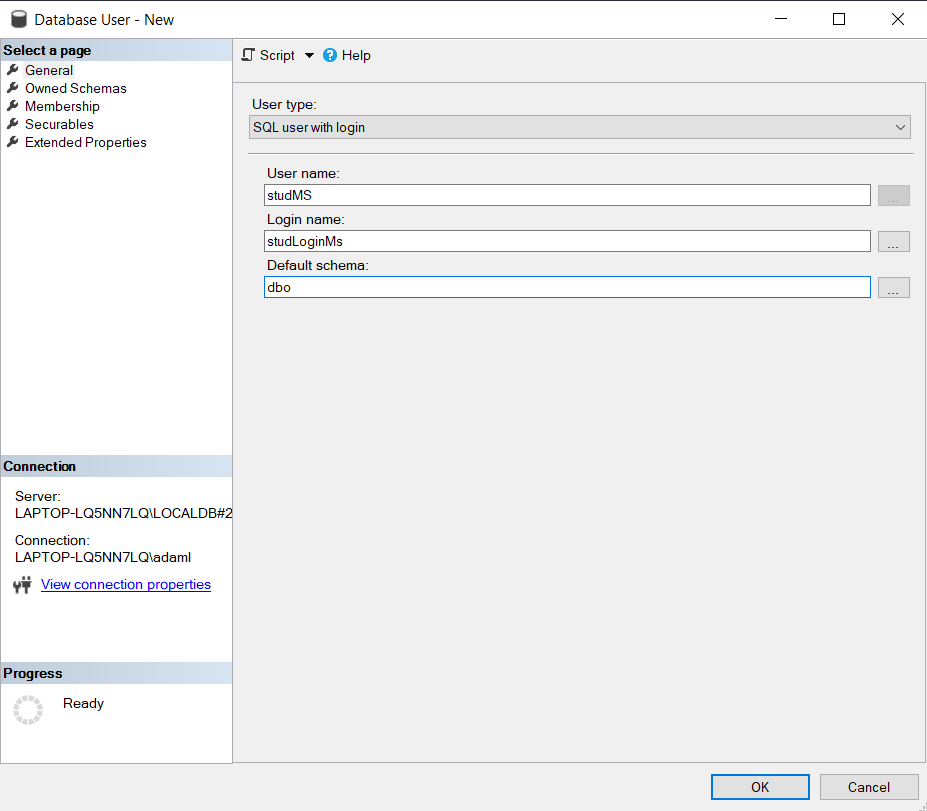 Database User - New
Select a page
General
Owned Schemas
Membership
Securables
Extended Properties
Script
Help
User type:
SQL user with login
User name:
studMS
...
Login name:
studLoginMs
...
Default schema:
dbo
...
Connection
Server:
LAPTOP-LQ5NN7LQ\LOCALDB#2
Connection:
LAPTOP-LQ5NN7LQ\adaml
View connection properties
Progress
Ready
OK
Cancel